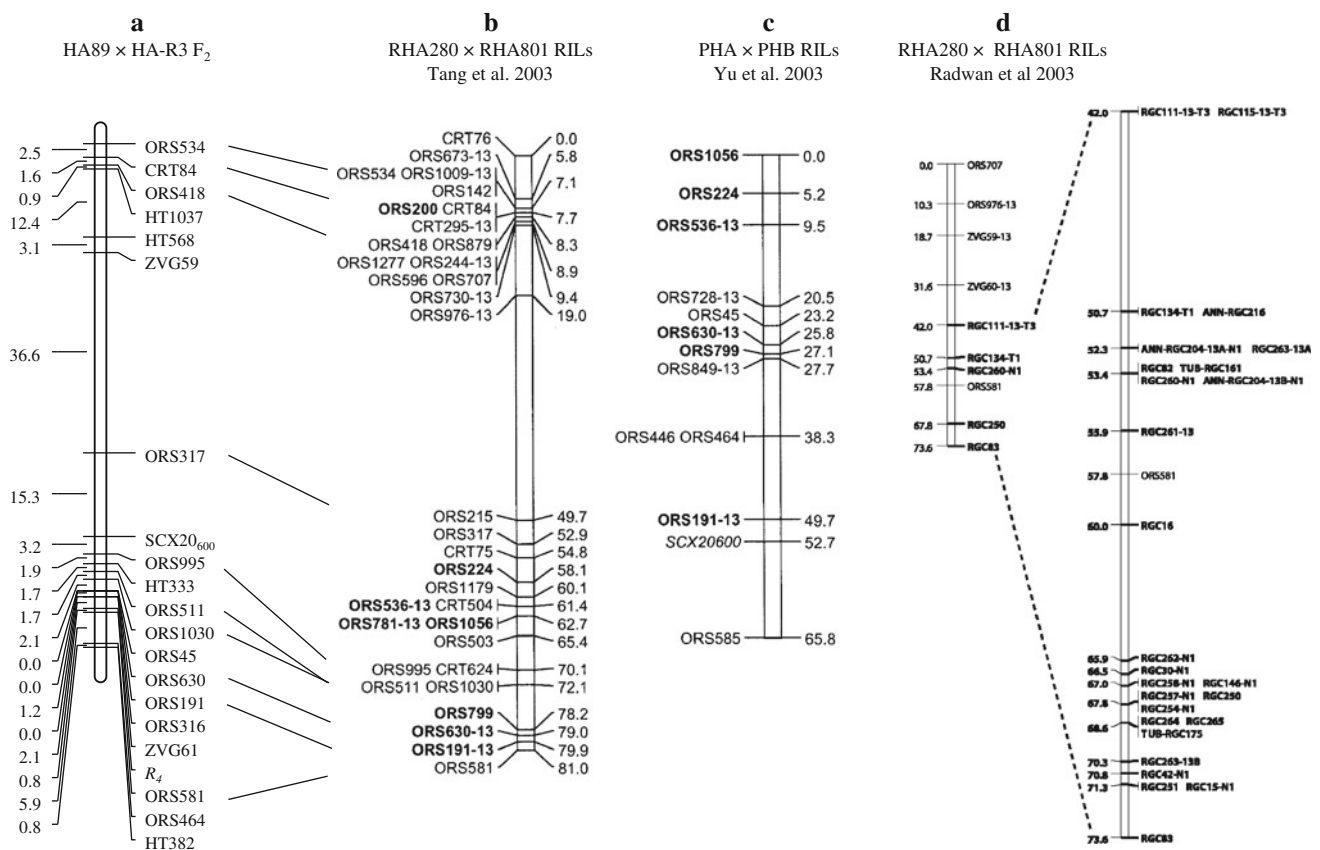 a
HA89 × HA-R3 F2
2.5
1.6
0.9
12.4
3.1
36.6
15.3
3.2
1.9
1.7
1.7
2.1
0.0
0.0
1.2
0.0
2.1
0.8
5.9
0.8
ORS534
CRT84
ORS418
HT1037
HT568
ZVG59
ORS317
SCX20600
ORS995
HT333
ORS511
ORS1030
ORS45
ORS630
ORS191
ORS316
ZVG61
R4
ORS581
ORS464
HT382
b
RHA280 × RHA801 RILs
Tang et al. 2003
CRT76
ORS673-13
ORS534 ORS1009-13
ORS142
ORS200 CRT84
CRT295-13
ORS418 ORS879
ORS1277 ORS244-13
ORS596 ORS707
ORS730-13
ORS976-13
ORS215
ORS317
CRT75
ORS224
ORS1179
ORS536-13 CRT504
ORS781-13 ORS1056
ORS503
ORS995 CRT624
ORS511 ORS1030
ORS799
ORS630-13
ORS191-13
ORS581
0.0
5.8
7.1
7.7
8.3
8.9
9.4
19.0
49.7
52.9
54.8
58.1
60.1
61.4
62.7
65.4
70.1
72.1
78.2
79.0
79.9
81.0
c
PHA × PHB RILs
Yu et al. 2003
ORS1056 0.0
ORS224 5.2
ORS536-13 9.5
ORS728-13 20.5
ORS45 23.2
ORS630-13 25.8
ORS799 27.1
ORS849-13 27.7
ORS446 ORS464 38.3
ORS191-13 49.7
SCX20600 52.7
ORS585 65.8
d
RHA280 × RHA801 RILs
Radwan et al 2003
0.0 ORS707
10.3 ORS976-13
18.7 ZVG59-13
31.6 ZVG60-13
42.0 RGC111-13-T3
50.7 RGC134-T1
53.4 RGC260-N1
57.8 ORS581
67.8 RGC250
73.6 RGC83
42.0 RGC111-13-T3 RGC115-13-T3
50.7 RGC134-T1 ANN-RGC216
52.3 ANN-RGC204-13A-N1 RGC263-13A
53.4 RGC82 TUB-RGC161
RGC260-N1 ANN-RGC204-13B-N1
55.9 RGC261-13
57.8 ORS581
60.0 RGC16
65.9 RGC262-N1
66.5 RGC30-N1
67.0 RGC258-N1 RGC146-N1
67.8 RGC257-N1 RGC250
RGC254-N1
68.6 RGC264 RGC265
TUB-RGC175
70.3 RGC263-13B
70.8 RGC42-N1
71.3 RGC251 RGC15-N1
73.6 RGC83